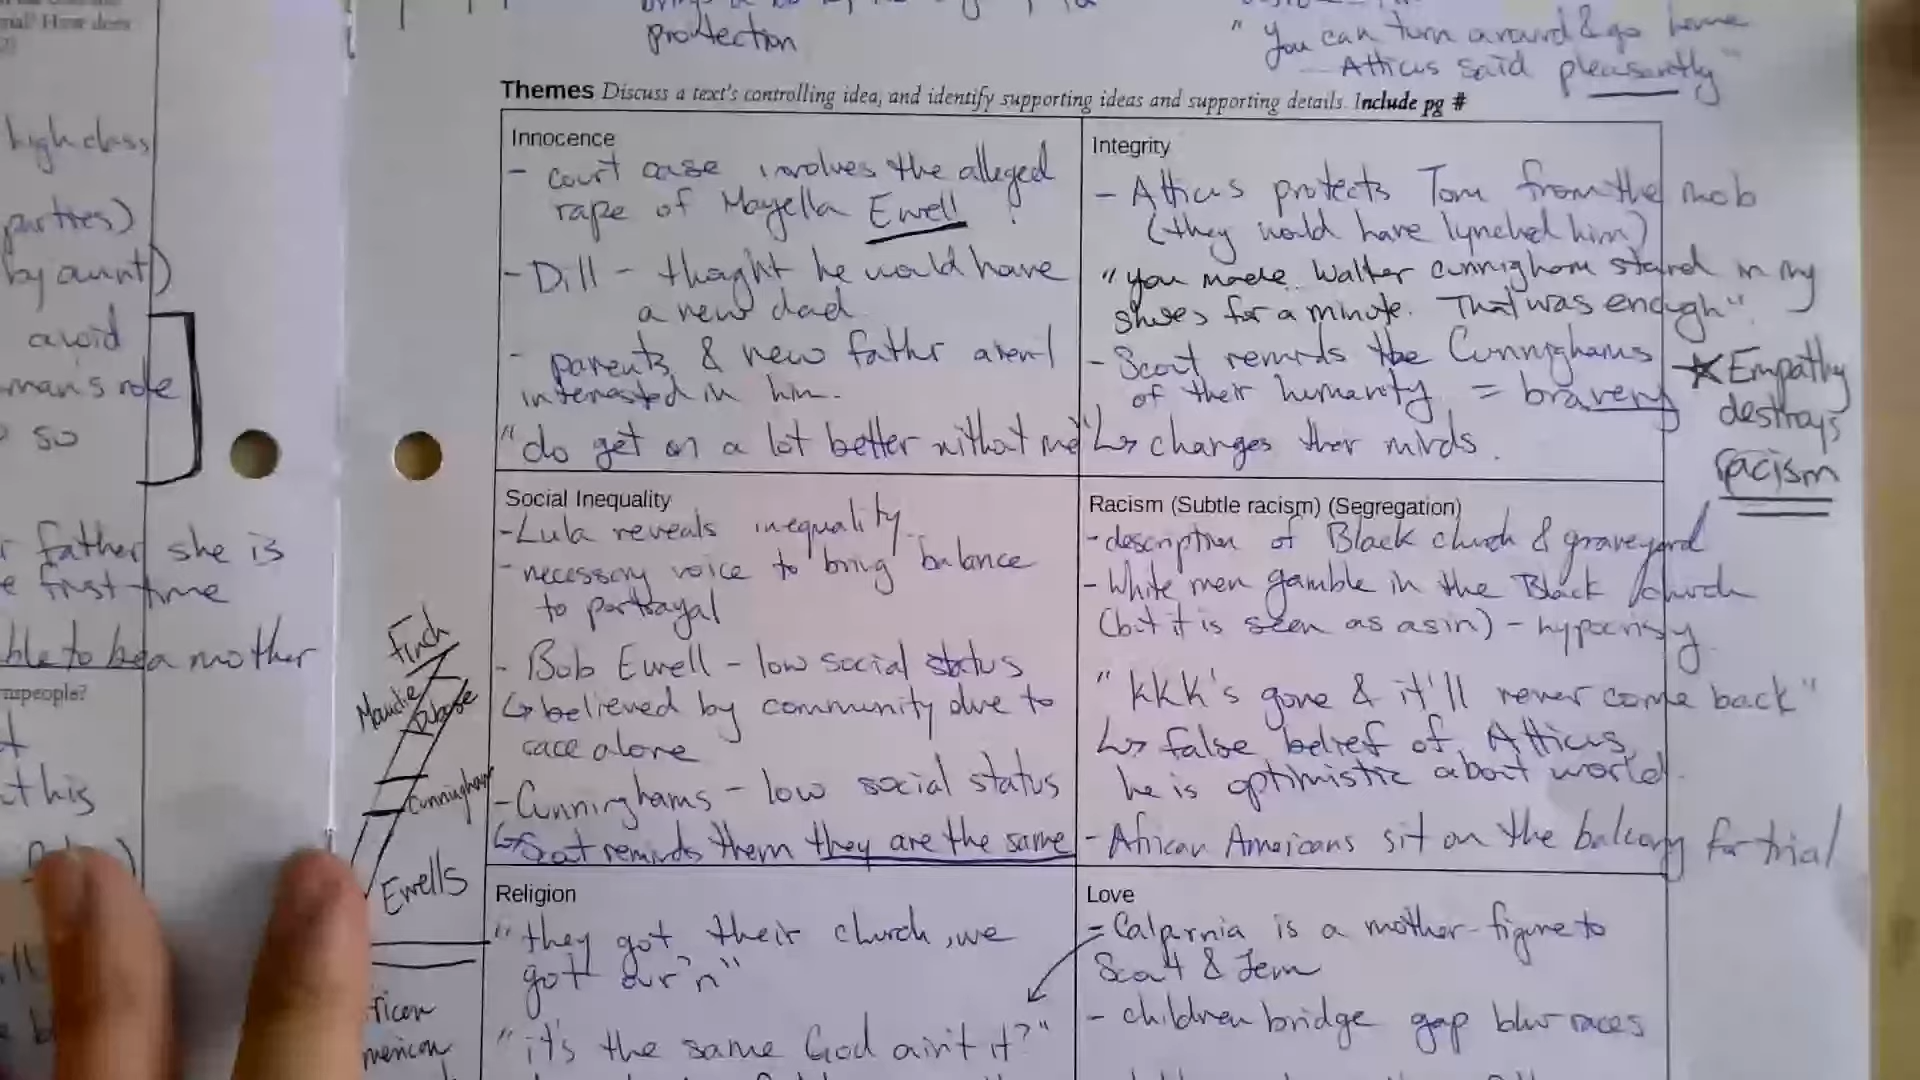 protection
"You can turn around & go home
Atticus said pleasantly"
high class
parties)
by aunt)
avoid
man's role
so
father she is
first time
ble to be a mother
nspeople?
this
Themes Discuss a text's controlling idea, and identify supporting ideas and supporting details. Include pg #
Innocence
- court case involves the alleged
rape of Mayella Ewell
- Dill - thought he would have
a new dad
- parents & new fathr aren't
interested in him.
"do get on a lot better without me"
Integrity
- Atticus protects Tom from the mob
(they would have lynched him)
"you made Walter Cunnigham stand in my
shoes for a minute. That was enough".
- Scout reminds the Cunninghams
of their humanity = bravery
↳ changes their minds.
★ Empathy
destroys
racism
Social Inequality
- Lula reveals inequality
- necessary voice to bring balance
to portrayal
- Bob Ewell - low social status
↳ believed by community due to
race alone
- Cunninghams - low social status
↳ Scout reminds them they are the same
Finch
Maudie
Dubose
Cunningham
Ewells
Racism (Subtle racism) (Segregation)
- description of Black church & graveyard
- White men gamble in the Black church
(but it is seen as a sin) - hypocrisy
"KKK's gone & it'll never come back"
↳ false belief of Atticus,
he is optimistic about world.
- African Americans sit on the balcony for trial
Religion
"they got their church, we
got our'n"
"it's the same God ain't it?"
Love
- Calpurnia is a mother-figure to
Scout & Jem
- children bridge gap blur races